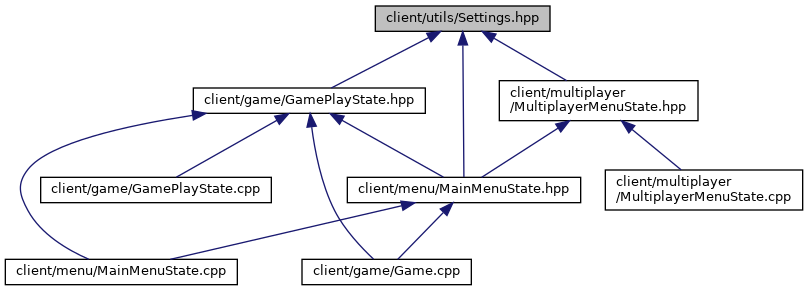 client/utils/Settings.hpp
client/game/GamePlayState.hpp
client/multiplayer
/MultiplayerMenuState.hpp
client/game/GamePlayState.cpp
client/menu/MainMenuState.hpp
client/multiplayer
/MultiplayerMenuState.cpp
client/menu/MainMenuState.cpp
client/game/Game.cpp